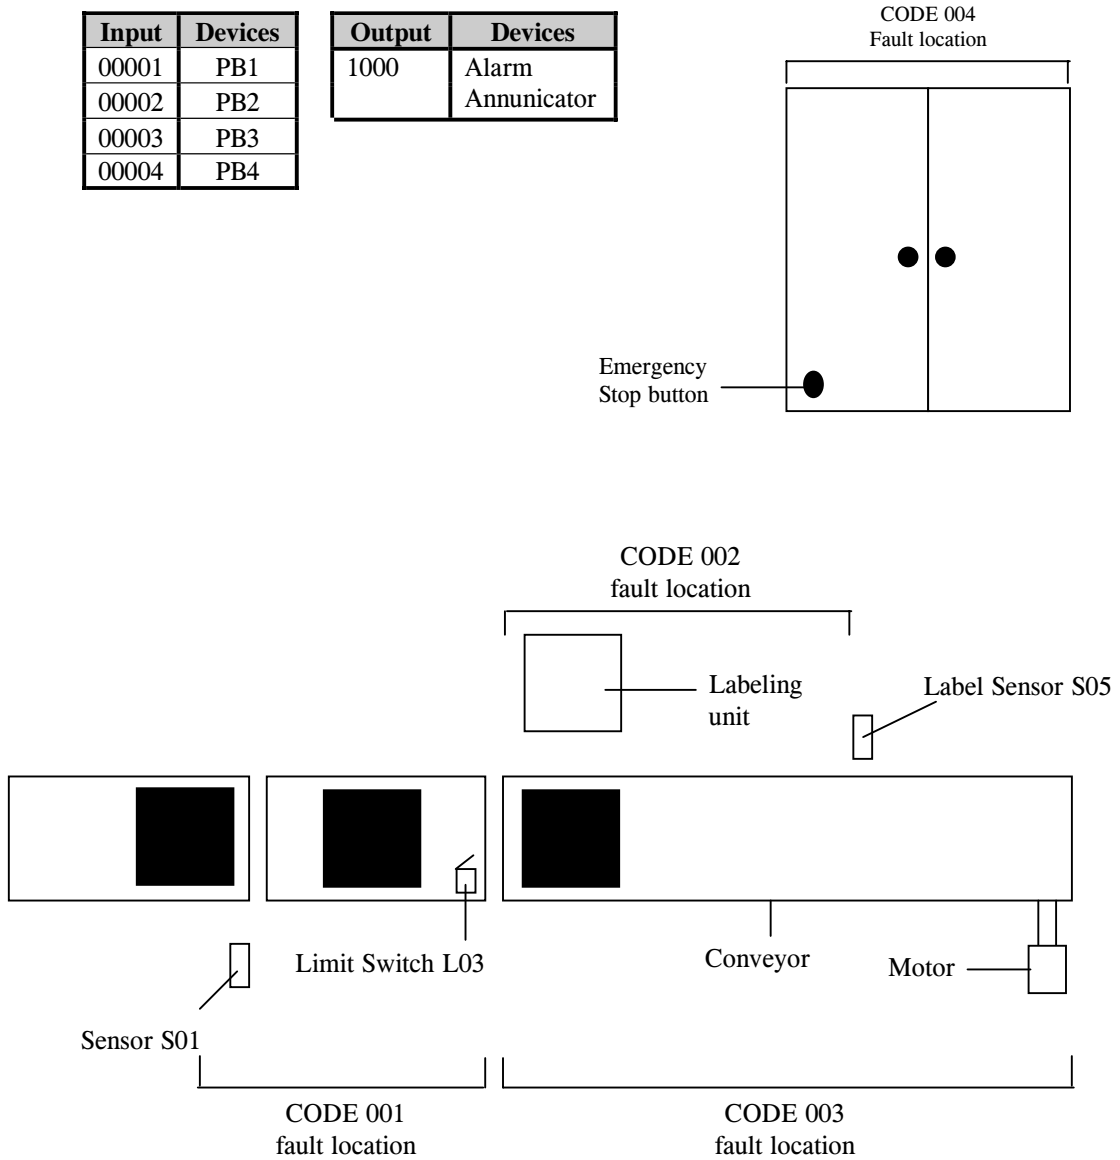 Input Devices
00001 PB1
00002 PB2
00003 PB3
00004 PB4
Output Devices
1000 Alarm
Annunicator
CODE 004
Fault location
Emergency
Stop button
CODE 002
fault location
Labeling
unit
Label Sensor S05
Limit Switch L03
Conveyor
Motor
Sensor S01
CODE 001
fault location
CODE 003
fault location